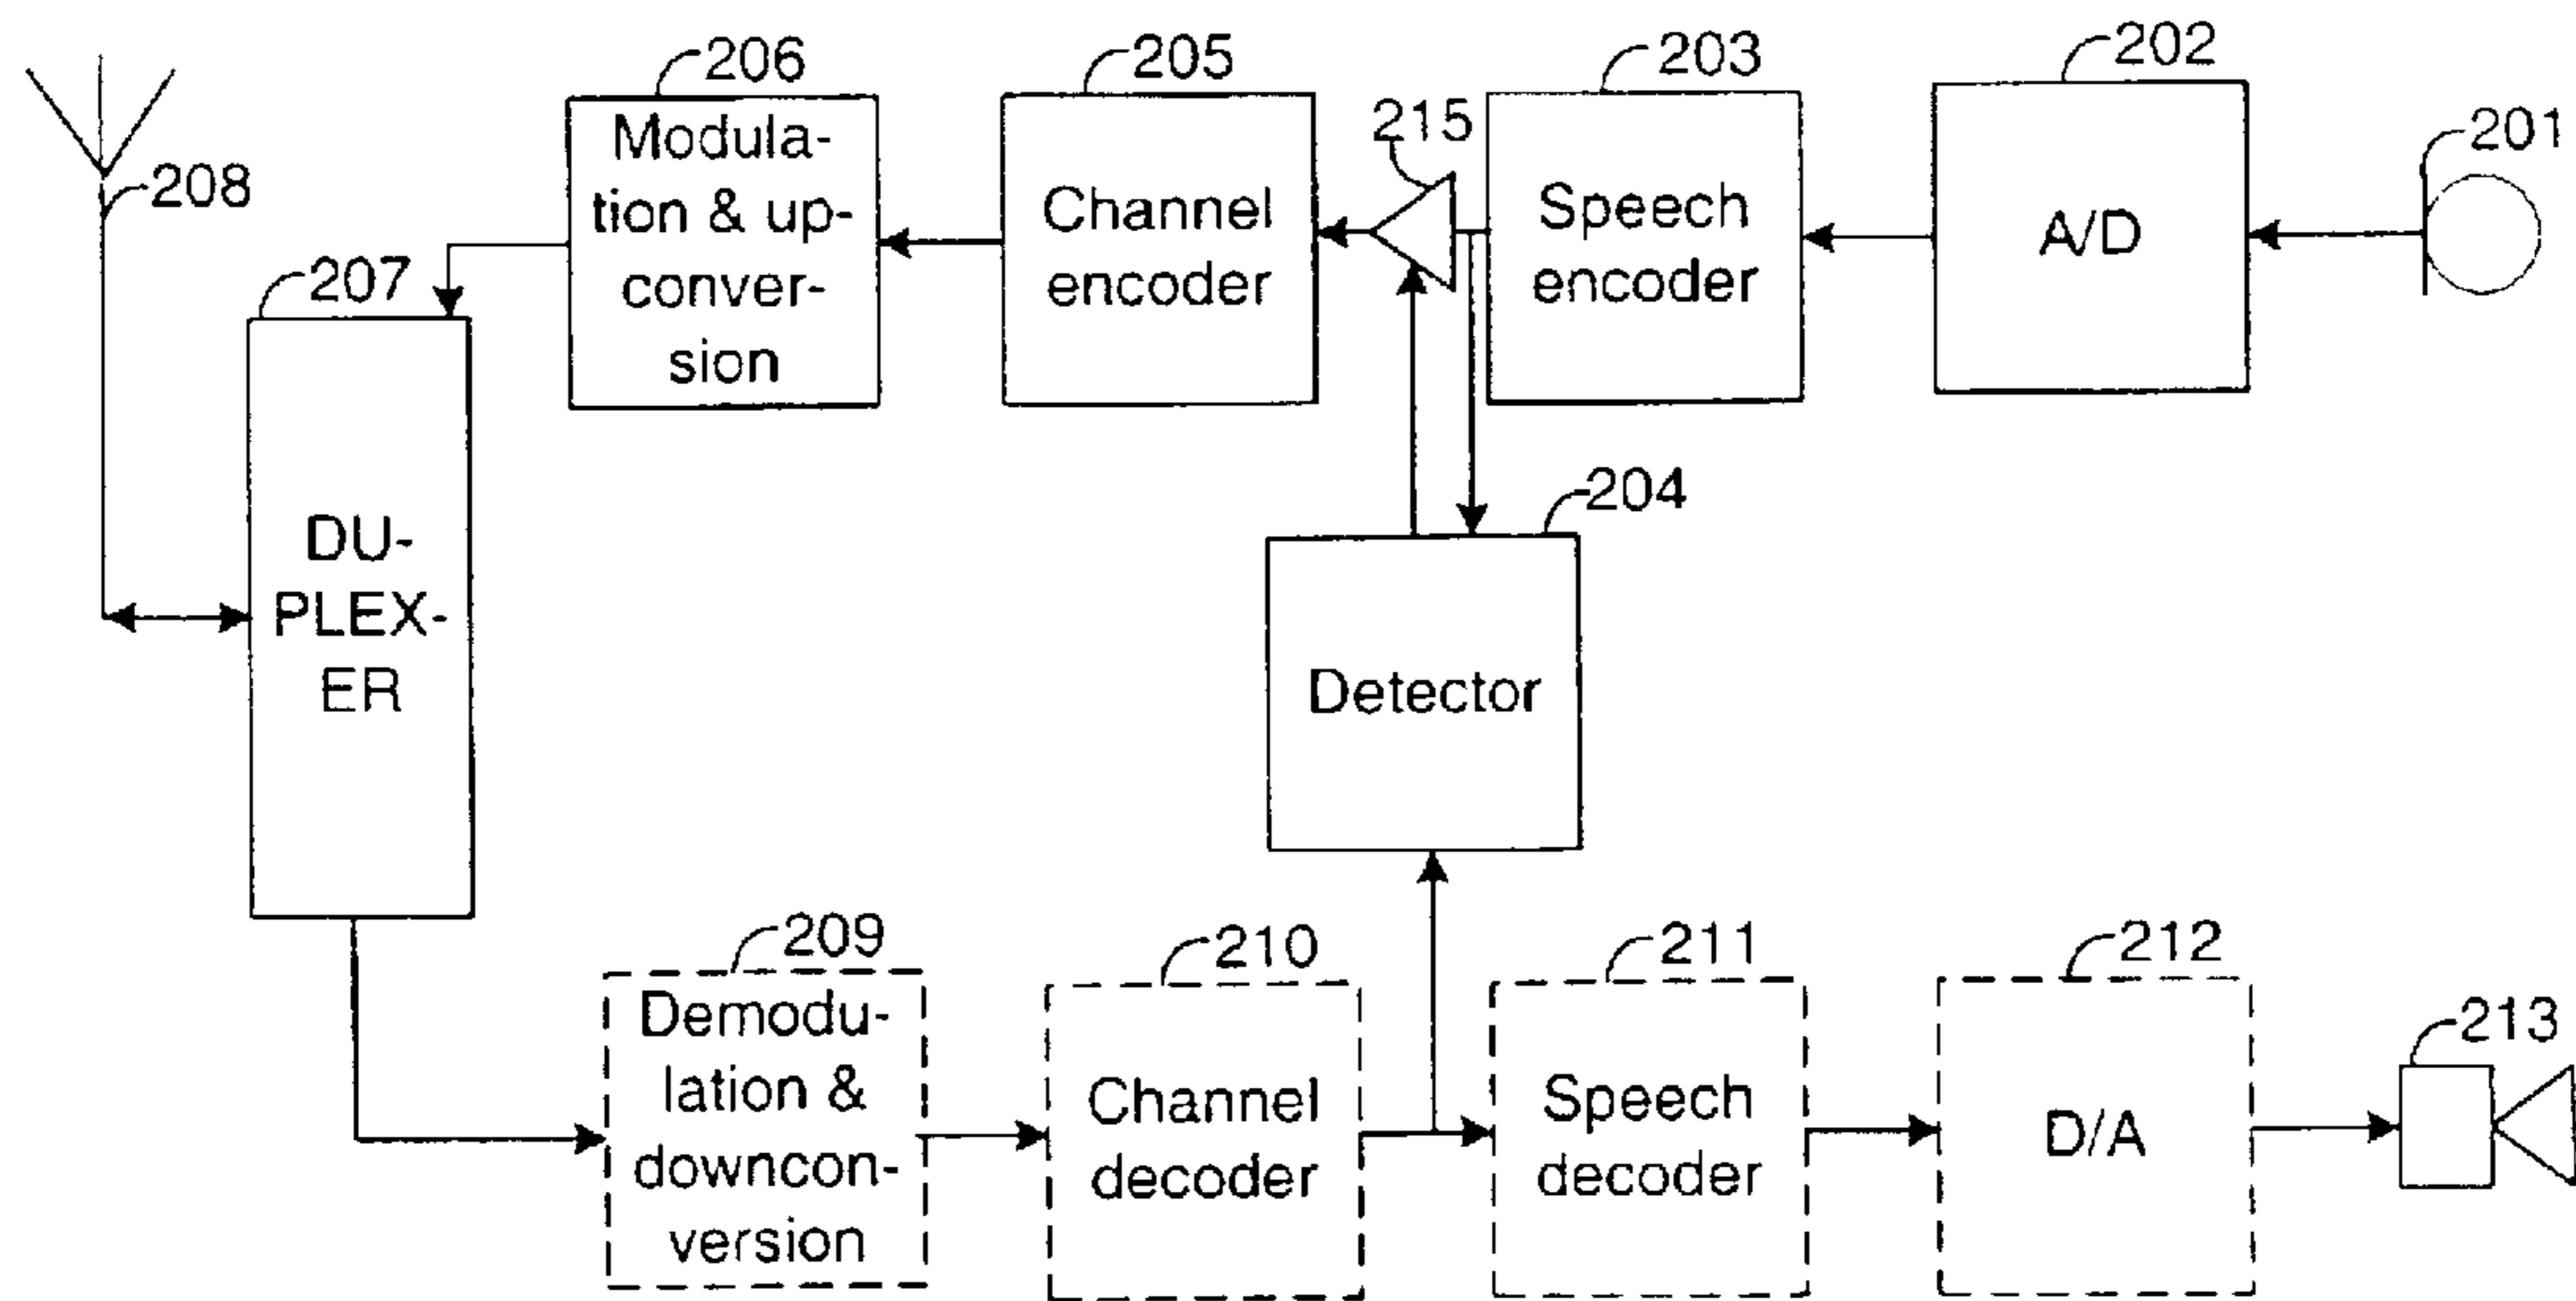 206
205
203
202
215
201
208
Modula-
tion & up-
conver-
sion
Channel
encoder
Speech
encoder
A/D
207
DU-
PLEX-
ER
204
Detector
209
210
211
212
213
Demodu-
lation &
downcon-
version
Channel
decoder
Speech
decoder
D/A